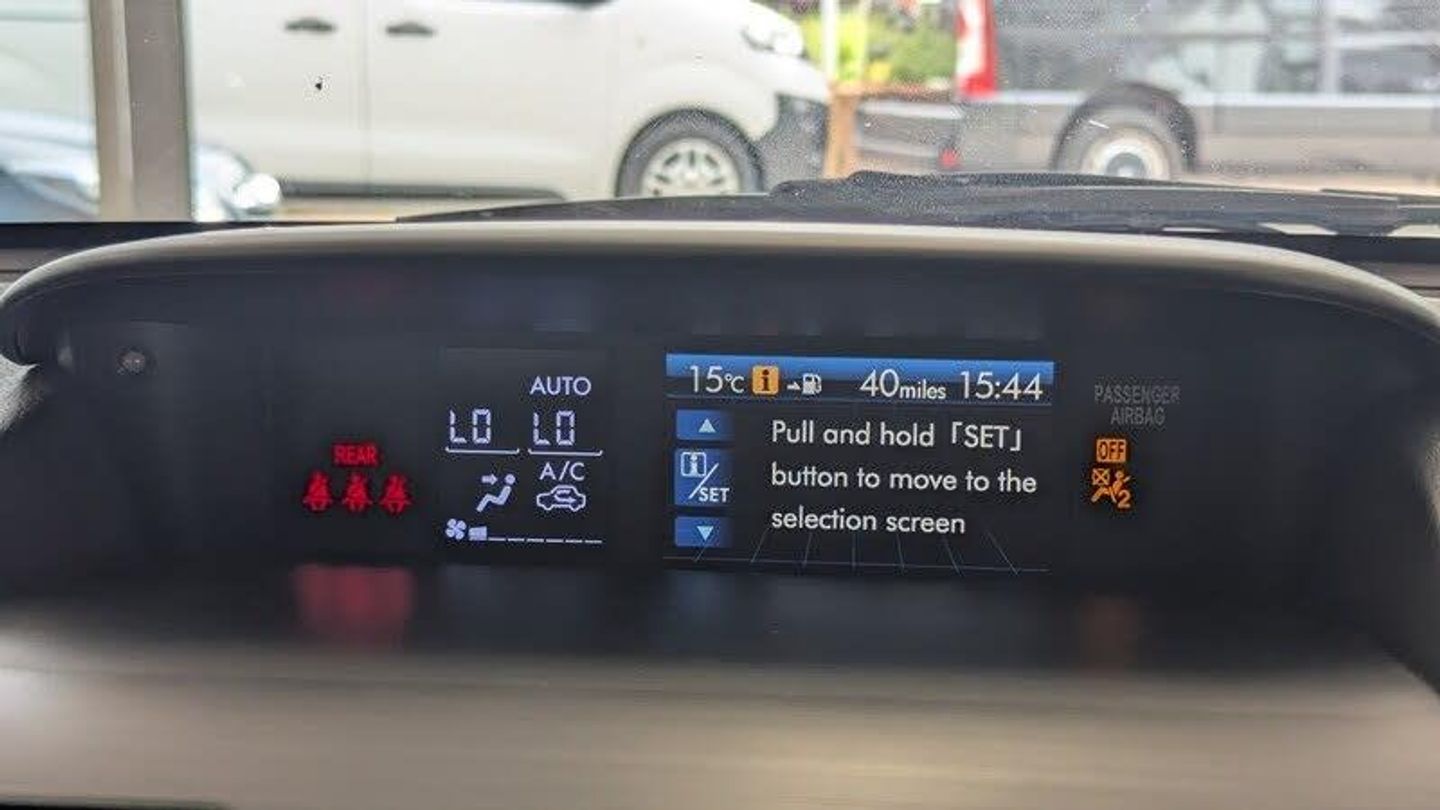 REAR
AUTO
LO LO
A/C
15°C i 40miles 15:44
Pull and hold「SET」
button to move to the
selection screen
i/SET
PASSENGER
AIRBAG
OFF
2